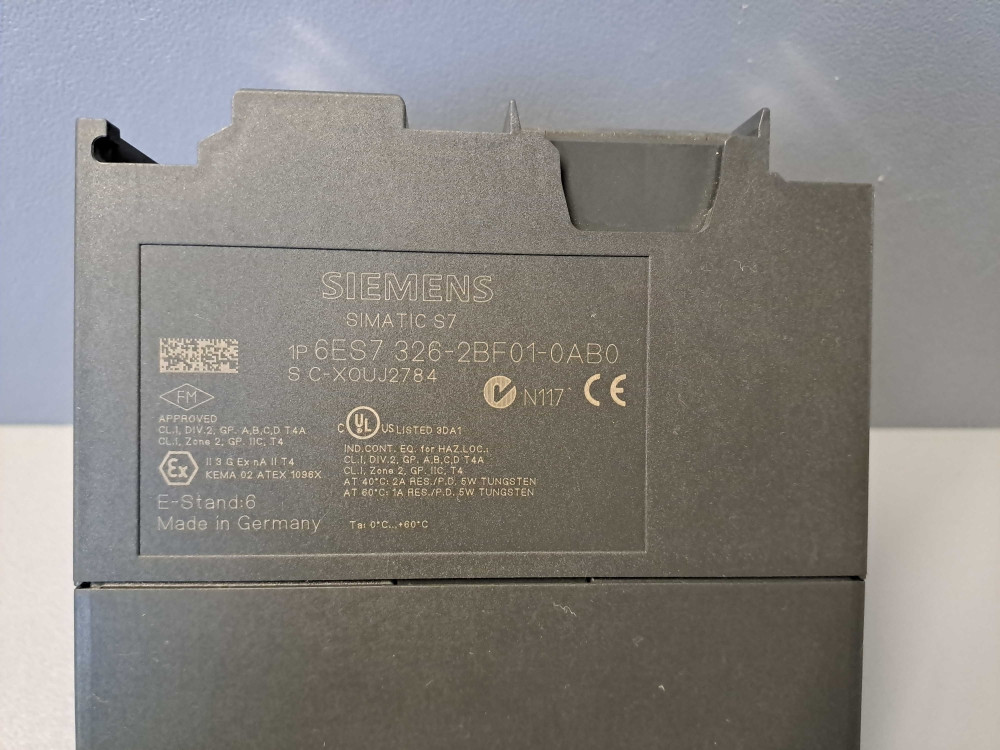 SIEMENS
SIMATIC S7
1P 6ES7 326-2BF01-0AB0
S C-X0UJ2784
N117 CE
FM
APPROVED
CL.I, DIV.2, GP. A,B,C,D T4A
CL.I, Zone 2, GP. IIC, T4
C UL US LISTED 3DA1
IND.CONT. EQ. for HAZ.LOC.:
CL.I, DIV.2, GP. A,B,C,D T4A
CL.I, Zone 2, GP. IIC, T4
AT 40°C: 2A RES./P.D. 5W TUNGSTEN
AT 60°C: 1A RES./P.D. 5W TUNGSTEN
Ex II 3 G Ex nA II T4
KEMA 02 ATEX 1096X
E-Stand:6
Made in Germany
Ta: 0°C...+60°C